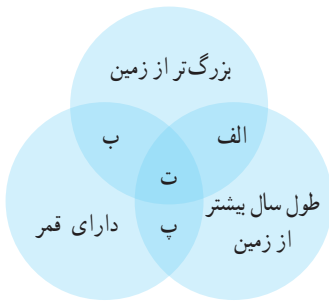 بزرگ‌تر از زمین
الف
ب
ت
طول سال بیشتر
از زمین
پ
دارای قمر